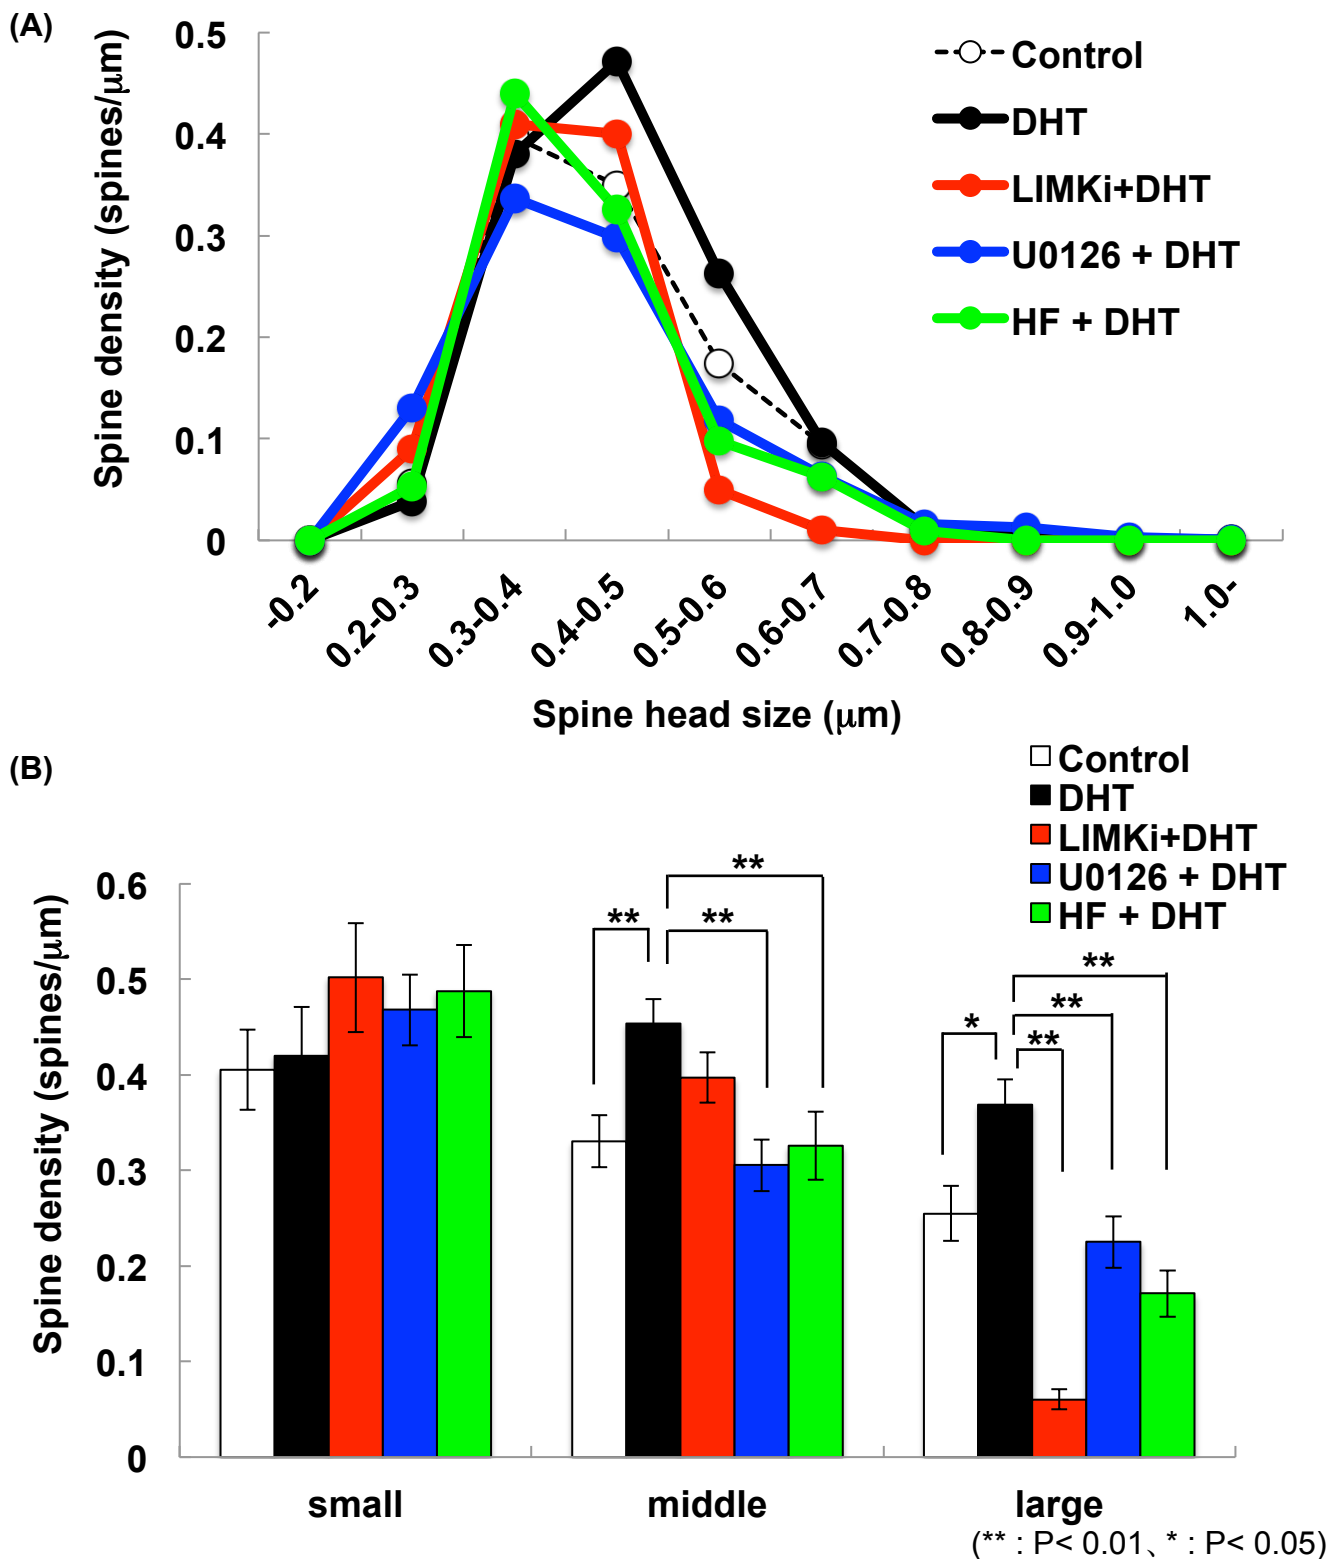 (A)
Spine density (spines/μm)
0.5
0.4
0.3
0.2
0.1
0
Control
DHT
LIMKi+DHT
U0126 + DHT
HF + DHT
-0.2
0.2-0.3
0.3-0.4
0.4-0.5
0.5-0.6
0.6-0.7
0.7-0.8
0.8-0.9
0.9-1.0
1.0-
Spine head size (μm)
(B)
Control
DHT
LIMKi+DHT
U0126 + DHT
HF + DHT
Spine density (spines/μm)
0.6
0.5
0.4
0.3
0.2
0.1
0
**
**
**
**
**
*
**
small
middle
large
(** : P< 0.01、* : P< 0.05)